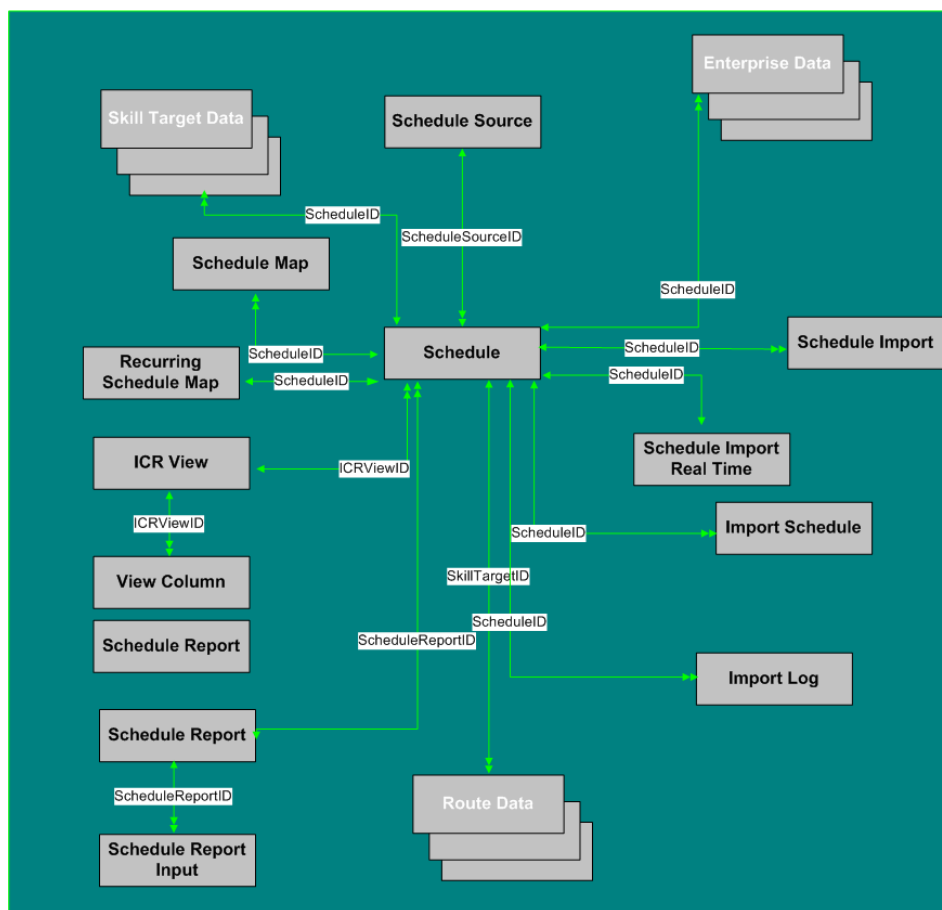 Enterprise Data
Skill Target Data
Schedule Source
ScheduleID
ScheduleSourceID
Schedule Map
ScheduleID
Schedule
ScheduleID
Schedule Import
ScheduleID
Recurring
Schedule Map
ScheduleID
ScheduleID
Schedule Import
Real Time
ICR View
ICRViewID
ICRViewID
Import Schedule
ScheduleID
View Column
SkillTargetID
ScheduleID
Schedule Report
ScheduleReportID
Import Log
Schedule Report
ScheduleReportID
Route Data
Schedule Report
Input